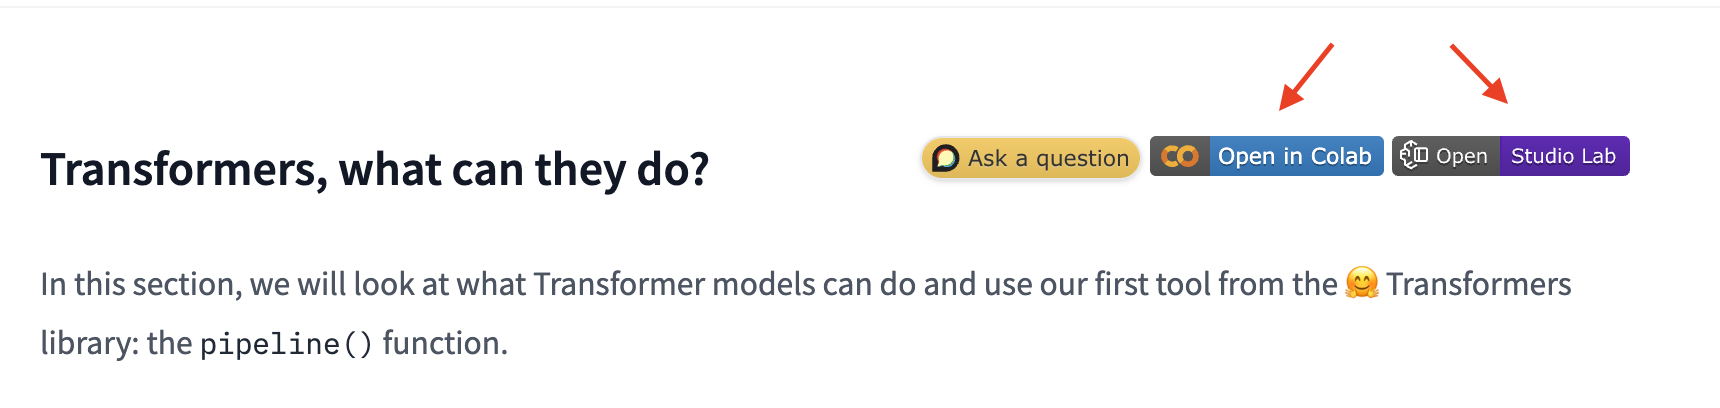 Transformers, what can they do?
Ask a question
Open in Colab
Open Studio Lab
In this section, we will look at what Transformer models can do and use our first tool from the 🤗 Transformers
library: the pipeline() function.